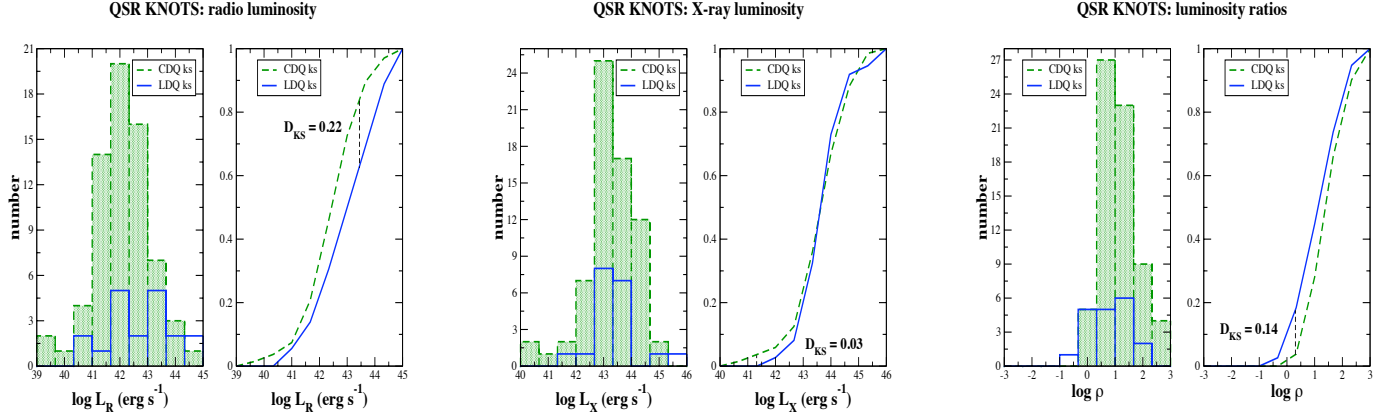 QSR KNOTS: radio luminosity
number
21
18
15
12
9
6
3
0
39 40 41 42 43 44 45
log L_R (erg s^-1)
CDQ ks
LDQ ks
1
0.8
0.6
0.4
0.2
0
39 41 43 45
log L_R (erg s^-1)
CDQ ks
LDQ ks
D_KS = 0.22
QSR KNOTS: X-ray luminosity
number
24
21
18
15
12
9
6
3
0
40 41 42 43 44 45 46
log L_X (erg s^-1)
CDQ ks
LDQ ks
1
0.8
0.6
0.4
0.2
0
40 42 44 46
log L_X (erg s^-1)
CDQ ks
LDQ ks
D_KS = 0.03
QSR KNOTS: luminosity ratios
number
27
24
21
18
15
12
9
6
3
0
-3 -2 -1 0 1 2 3
log ρ
CDQ ks
LDQ ks
1
0.8
0.6
0.4
0.2
0
-3 -2 -1 0 1 2 3
log ρ
CDQ ks
LDQ ks
D_KS = 0.14